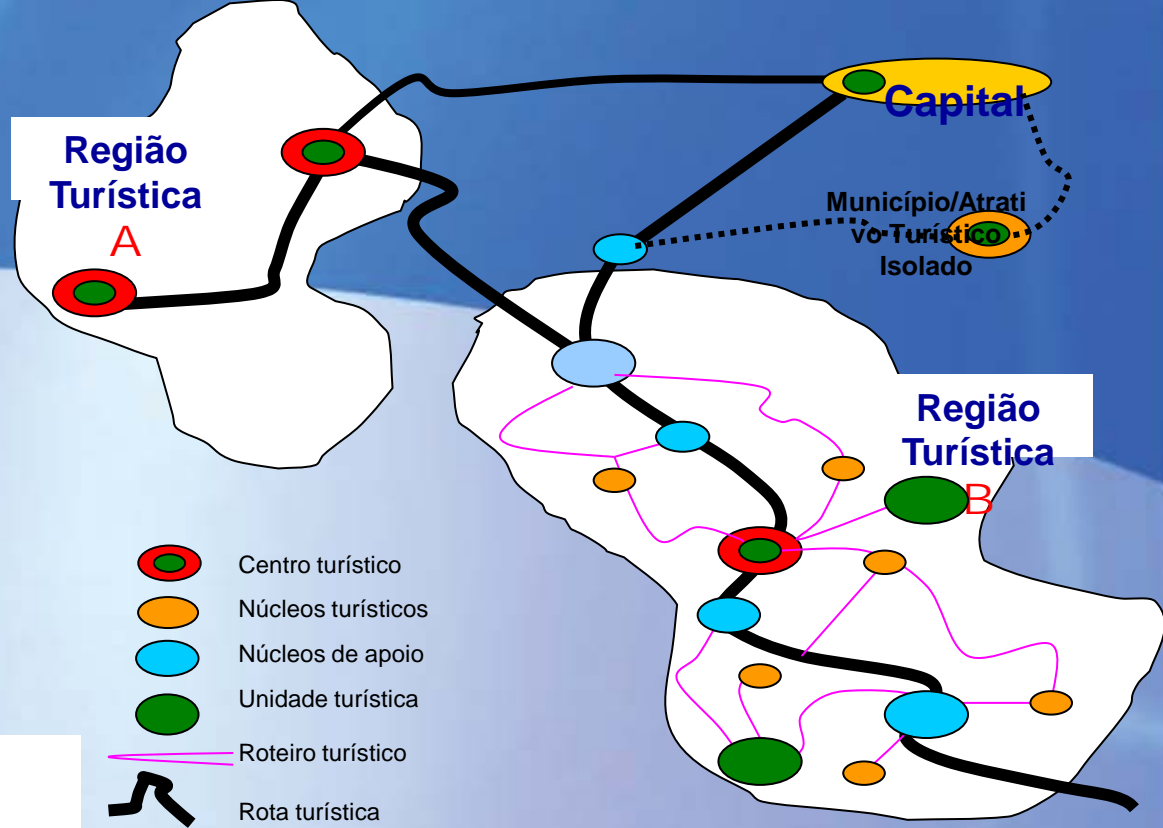 Capital
Região
Turística
A
Município/Atrati
vo Turístico
Isolado
Região
Turística
B
Centro turístico
Núcleos turísticos
Núcleos de apoio
Unidade turística
Roteiro turístico
Rota turística